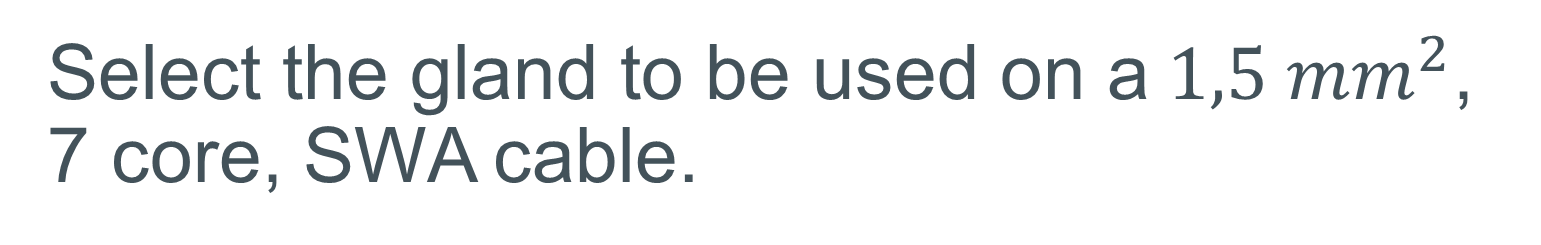 Select the gland to be used on a 1,5 mm²,
7 core, SWA cable.